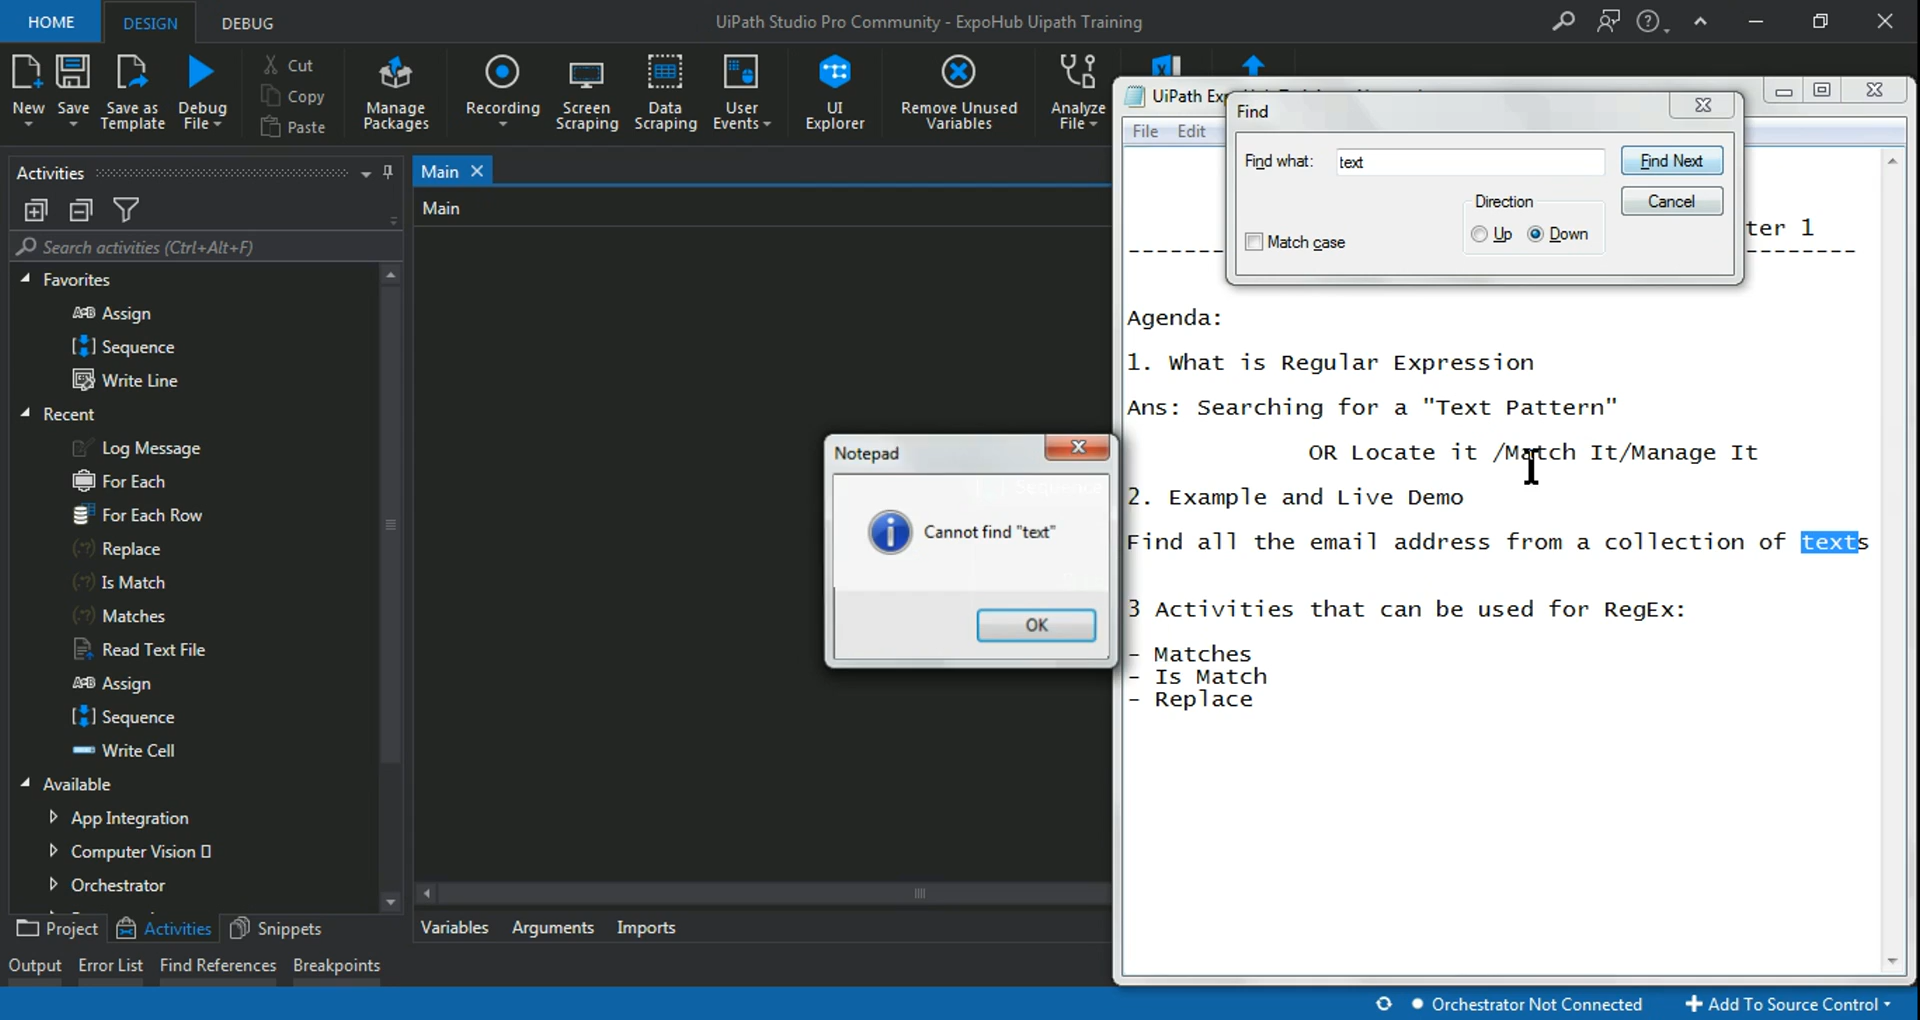 HOME DESIGN DEBUG UiPath Studio Pro Community - ExpoHub Uipath Training
New
Save
Save as Template
Debug File
Cut
Copy
Paste
Manage Packages
Recording
Screen Scraping
Data Scraping
User Events
UI Explorer
Remove Unused Variables
Analyze File
Activities
Search activities (Ctrl+Alt+F)
Favorites
Assign
Sequence
Write Line
Recent
Log Message
For Each
For Each Row
Replace
Is Match
Matches
Read Text File
Assign
Sequence
Write Cell
Available
App Integration
Computer Vision
Orchestrator
Project Activities Snippets
Output Error List Find References Breakpoints
Main
Main
Variables Arguments Imports
Notepad
Cannot find "text"
OK
UiPath
File Edit
Find
Find what: text
Find Next
Cancel
Direction
Up Down
Match case
ter 1
--------- ---------
Agenda:
1. What is Regular Expression
Ans: Searching for a "Text Pattern"
OR Locate it /Match It/Manage It
2. Example and Live Demo
Find all the email address from a collection of texts
3 Activities that can be used for RegEx:
- Matches
- Is Match
- Replace
Orchestrator Not Connected Add To Source Control